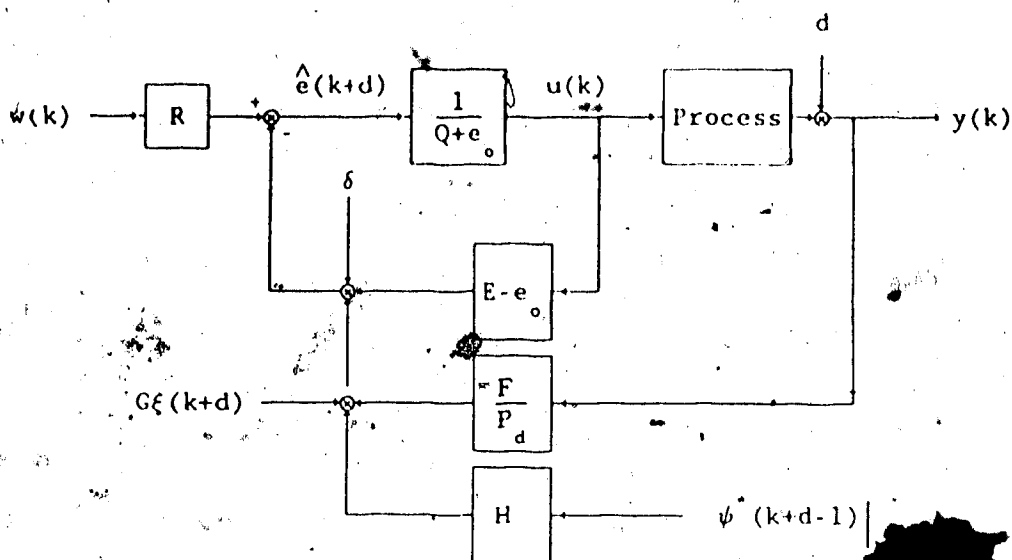 d
ê(k+d)
u(k)
w(k)
R
+
-
1
Q+e
o
Process
y(k)
δ
E-e
o
Gξ(k+d)
F
P
d
H
ψ*(k+d-1)